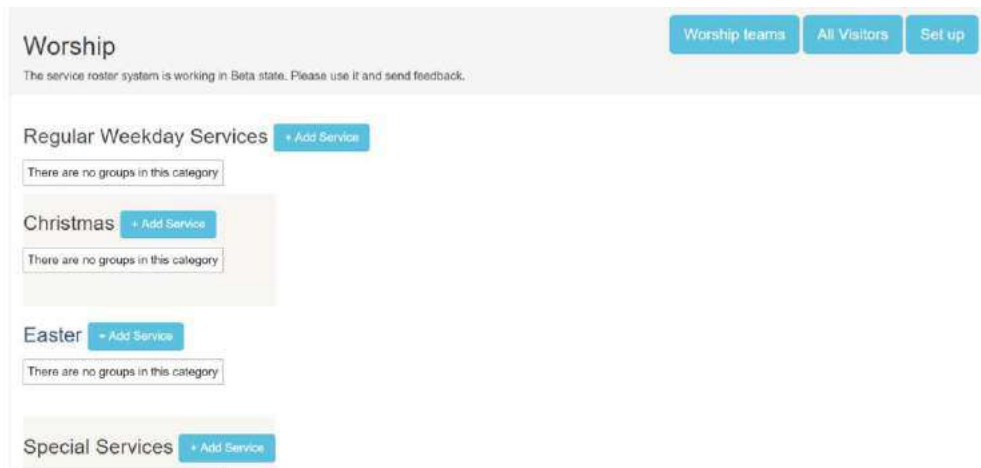 Worship
Worship teams
All Visitors
Set up
The service roster system is working in Beta state. Please use it and send feedback.
Regular Weekday Services + Add Service
There are no groups in this category
Christmas + Add Service
There are no groups in this category
Easter + Add Service
There are no groups in this category
Special Services + Add Service